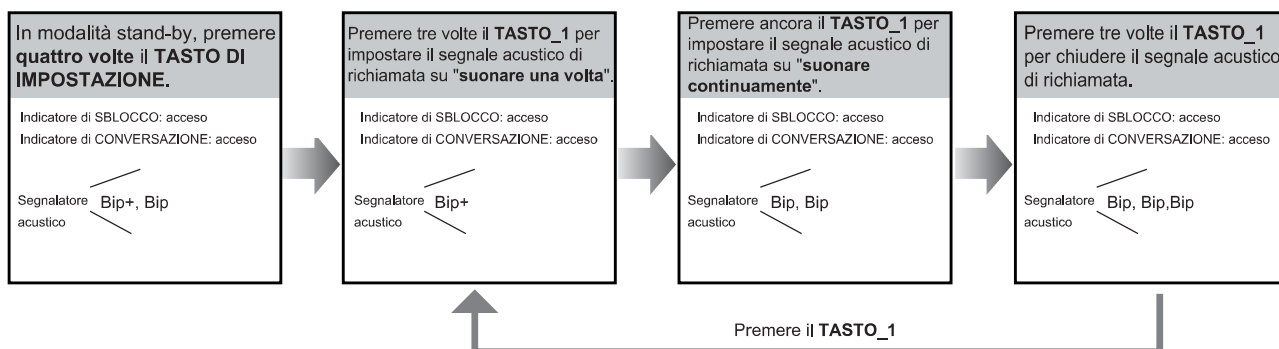 In modalità stand-by, premere
quattro volte il TASTO DI
IMPOSTAZIONE.
Indicatore di SBLOCCO: acceso
Indicatore di CONVERSAZIONE: acceso
Segnalatore
acustico
Bip+, Bip
Premere tre volte il TASTO_1 per
impostare il segnale acustico di
richiamata su "suonare una volta".
Indicatore di SBLOCCO: acceso
Indicatore di CONVERSAZIONE: acceso
Segnalatore
acustico
Bip+
Premere ancora il TASTO_1 per
impostare il segnale acustico di
richiamata su "suonare
continuamente".
Indicatore di SBLOCCO: acceso
Indicatore di CONVERSAZIONE: acceso
Segnalatore
acustico
Bip, Bip
Premere tre volte il TASTO_1
per chiudere il segnale acustico
di richiamata.
Indicatore di SBLOCCO: acceso
Indicatore di CONVERSAZIONE: acceso
Segnalatore
acustico
Bip, Bip,Bip
Premere il TASTO_1